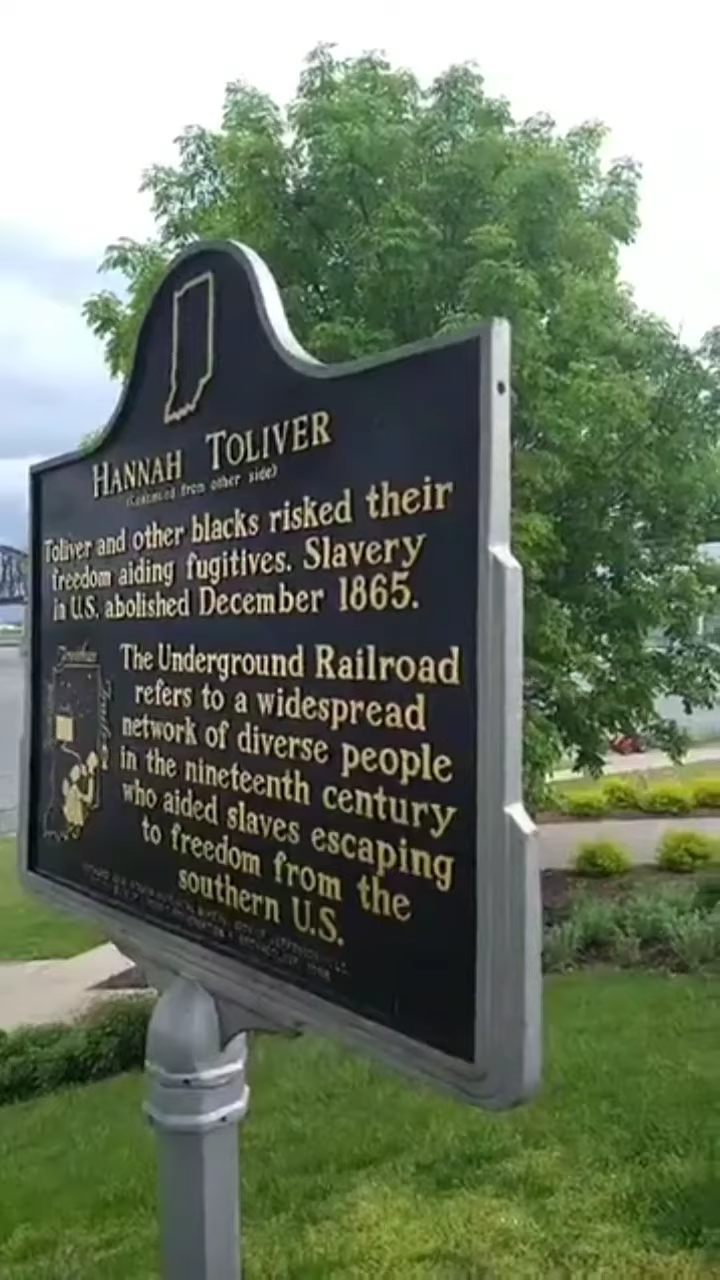 HANNAH TOLIVER
(Continued from other side)
Toliver and other blacks risked their
freedom aiding fugitives. Slavery
in U.S. abolished December 1865.
The Underground Railroad
refers to a widespread
network of diverse people
in the nineteenth century
who aided slaves escaping
to freedom from the
southern U.S.